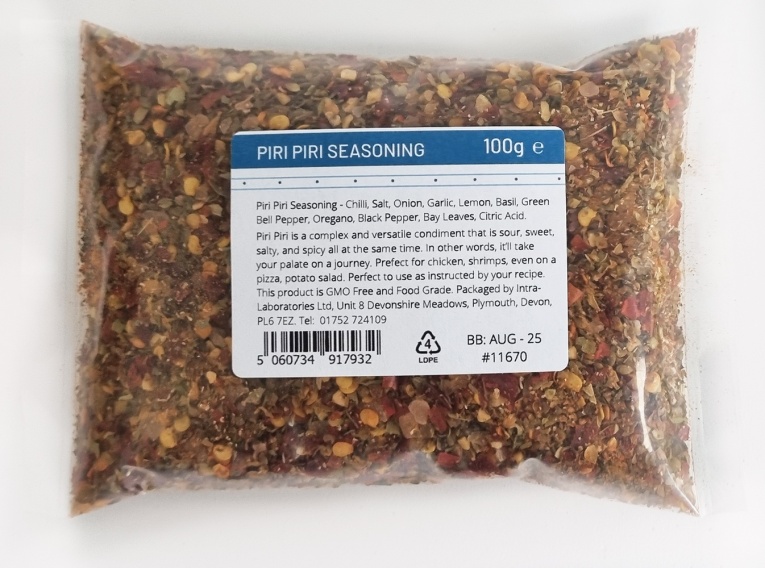 PIRI PIRI SEASONING 100g ℮
Piri Piri Seasoning - Chilli, Salt, Onion, Garlic, Lemon, Basil, Green
Bell Pepper, Oregano, Black Pepper, Bay Leaves, Citric Acid.
Piri Piri is a complex and versatile condiment that is sour, sweet,
salty, and spicy all at the same time. In other words, it'll take
your palate on a journey. Prefect for chicken, shrimps, even on a
pizza, potato salad. Perfect to use as instructed by your recipe.
This product is GMO Free and Food Grade. Packaged by Intra-
Laboratories Ltd, Unit 8 Devonshire Meadows, Plymouth, Devon,
PL6 7EZ. Tel: 01752 724109
5 060734 917932
4
LDPE
BB: AUG - 25
#11670